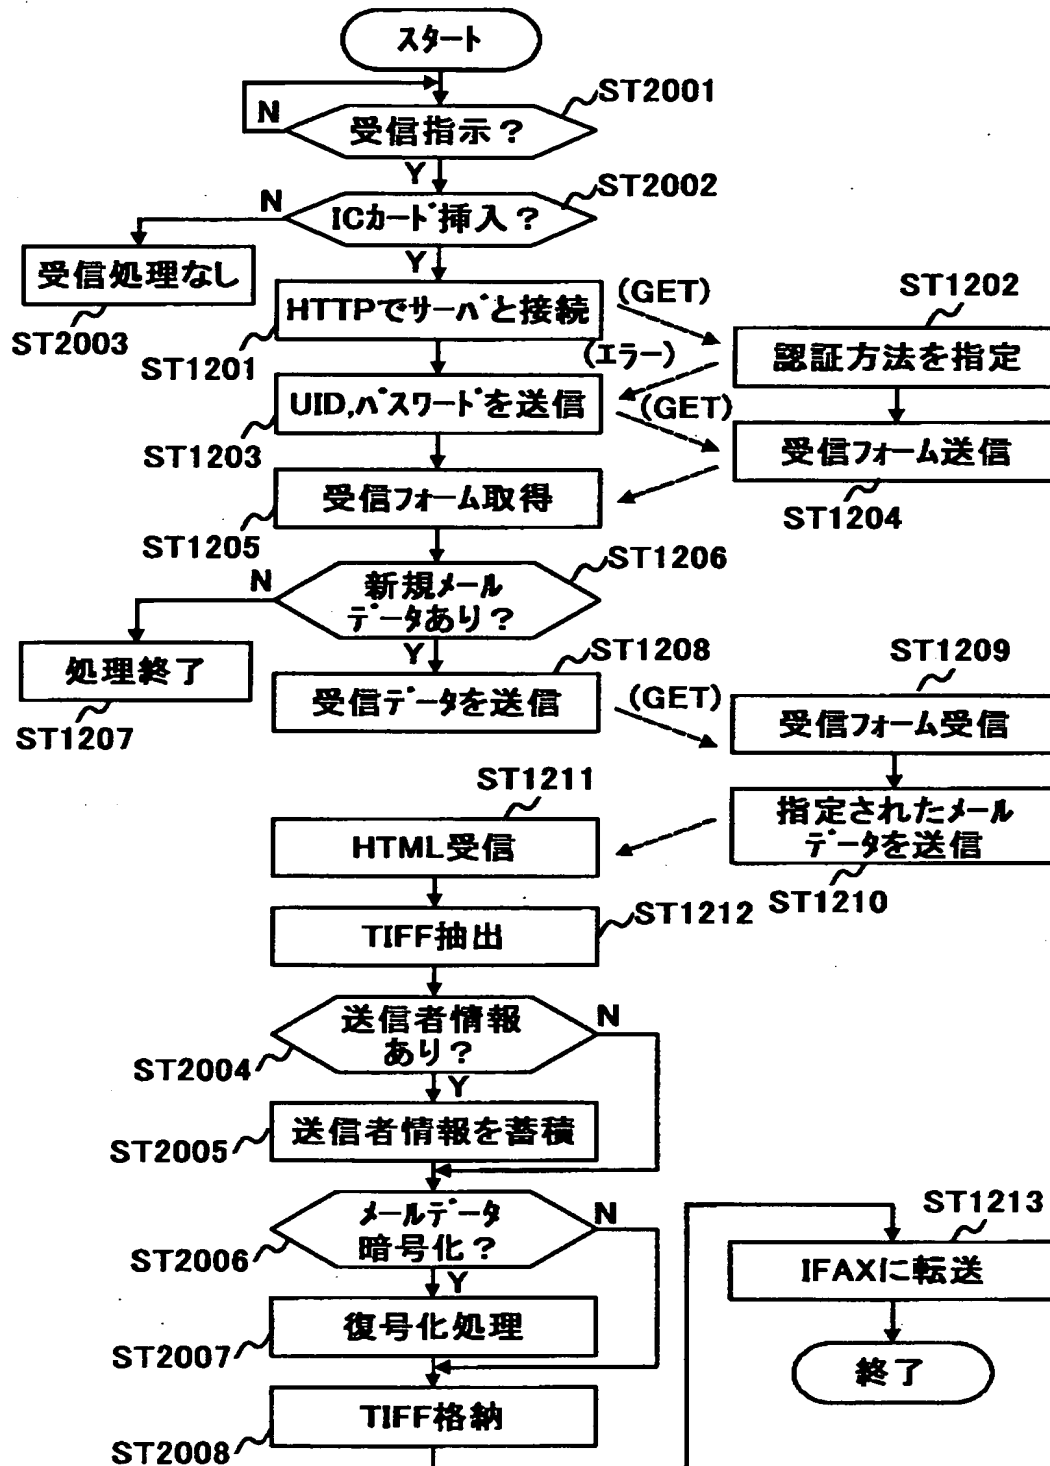 スタート
ST2001
N
受信指示？
Y
ST2002
N
ICカード挿入？
Y
受信処理なし
ST2003
HTTPでサーバと接続
(GET)
ST1202
ST1201
(エラー)
認証方法を指定
UID,パスワードを送信
(GET)
ST1203
受信フォーム送信
ST1204
受信フォーム取得
ST1205
ST1206
N
新規メール
データあり？
Y
処理終了
ST1207
ST1208
ST1209
受信データを送信
(GET)
受信フォーム受信
ST1211
指定されたメール
データを送信
HTML受信
ST1210
ST1212
TIFF抽出
送信者情報
あり？
N
ST2004
Y
送信者情報を蓄積
ST2005
メールデータ
暗号化？
N
ST2006
Y
ST1213
IFAXに転送
復号化処理
ST2007
終了
TIFF格納
ST2008